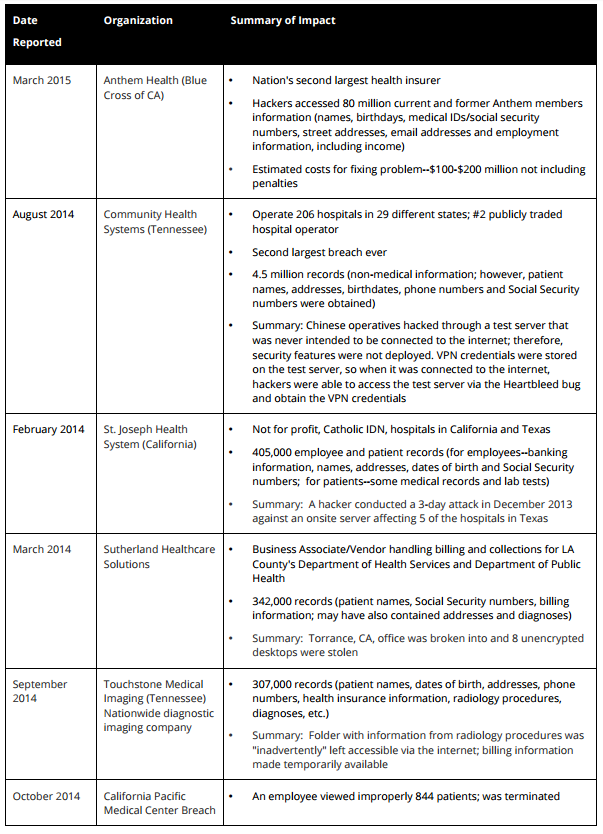 Date
Reported
Organization
Summary of Impact
March 2015
Anthem Health (Blue
Cross of CA)
• Nation's second largest health insurer
• Hackers accessed 80 million current and former Anthem members
information (names, birthdays, medical IDs/social security
numbers, street addresses, email addresses and employment
information, including income)
• Estimated costs for fixing problem--$100-$200 million not including
penalties
August 2014
Community Health
Systems (Tennessee)
• Operate 206 hospitals in 29 different states; #2 publicly traded
hospital operator
• Second largest breach ever
• 4.5 million records (non-medical information; however, patient
names, addresses, birthdates, phone numbers and Social Security
numbers were obtained)
• Summary: Chinese operatives hacked through a test server that
was never intended to be connected to the internet; therefore,
security features were not deployed. VPN credentials were stored
on the test server, so when it was connected to the internet,
hackers were able to access the test server via the Heartbleed bug
and obtain the VPN credentials
February 2014
St. Joseph Health
System (California)
• Not for profit, Catholic IDN, hospitals in California and Texas
• 405,000 employee and patient records (for employees--banking
information, names, addresses, dates of birth and Social Security
numbers; for patients--some medical records and lab tests)
• Summary: A hacker conducted a 3-day attack in December 2013
against an onsite server affecting 5 of the hospitals in Texas
March 2014
Sutherland Healthcare
Solutions
• Business Associate/Vendor handling billing and collections for LA
County's Department of Health Services and Department of Public
Health
• 342,000 records (patient names, Social Security numbers, billing
information; may have also contained addresses and diagnoses)
• Summary: Torrance, CA, office was broken into and 8 unencrypted
desktops were stolen
September
2014
Touchstone Medical
Imaging (Tennessee)
Nationwide diagnostic
imaging company
• 307,000 records (patient names, dates of birth, addresses, phone
numbers, health insurance information, radiology procedures,
diagnoses, etc.)
• Summary: Folder with information from radiology procedures was
"inadvertently" left accessible via the internet; billing information
made temporarily available
October 2014
California Pacific
Medical Center Breach
• An employee viewed improperly 844 patients; was terminated